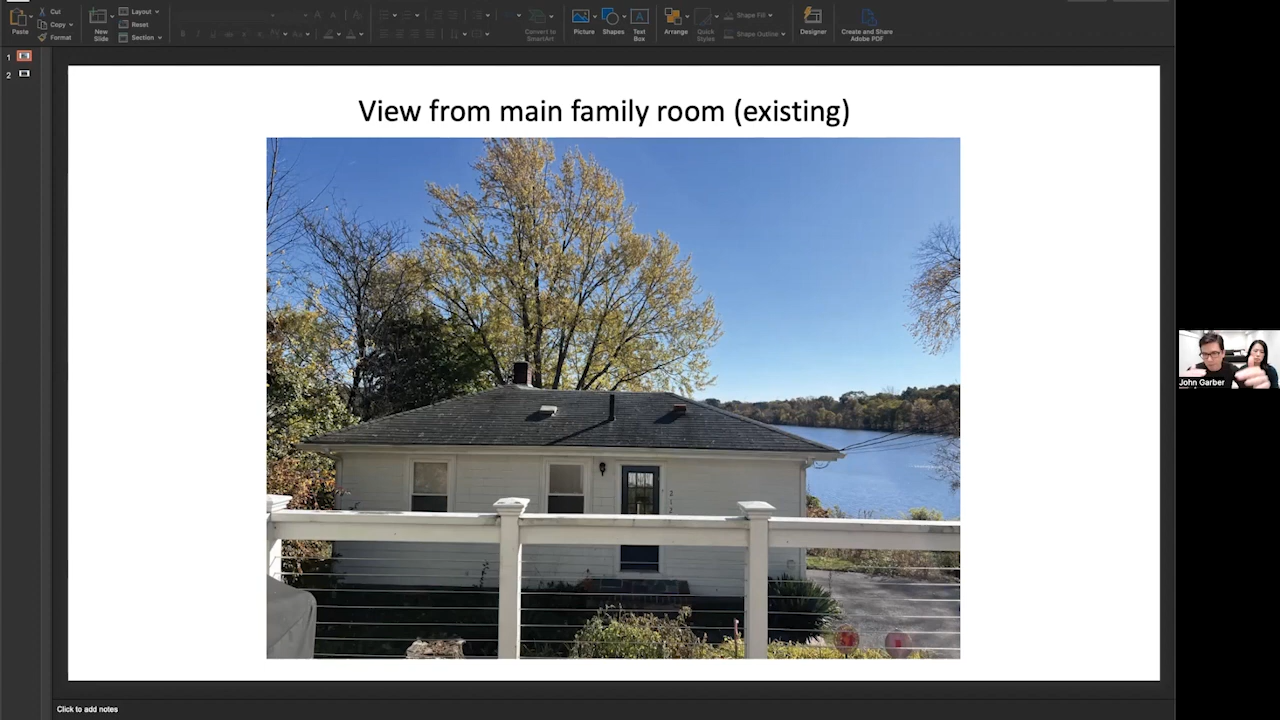 Paste
Cut
Copy
Format
New
Slide
Layout
Reset
Section
Convert to
SmartArt
Picture
Shapes
Text
Box
Arrange
Quick
Styles
Shape Fill
Shape Outline
Designer
Create and Share
Adobe PDF
1
2
View from main family room (existing)
John Garber
Click to add notes